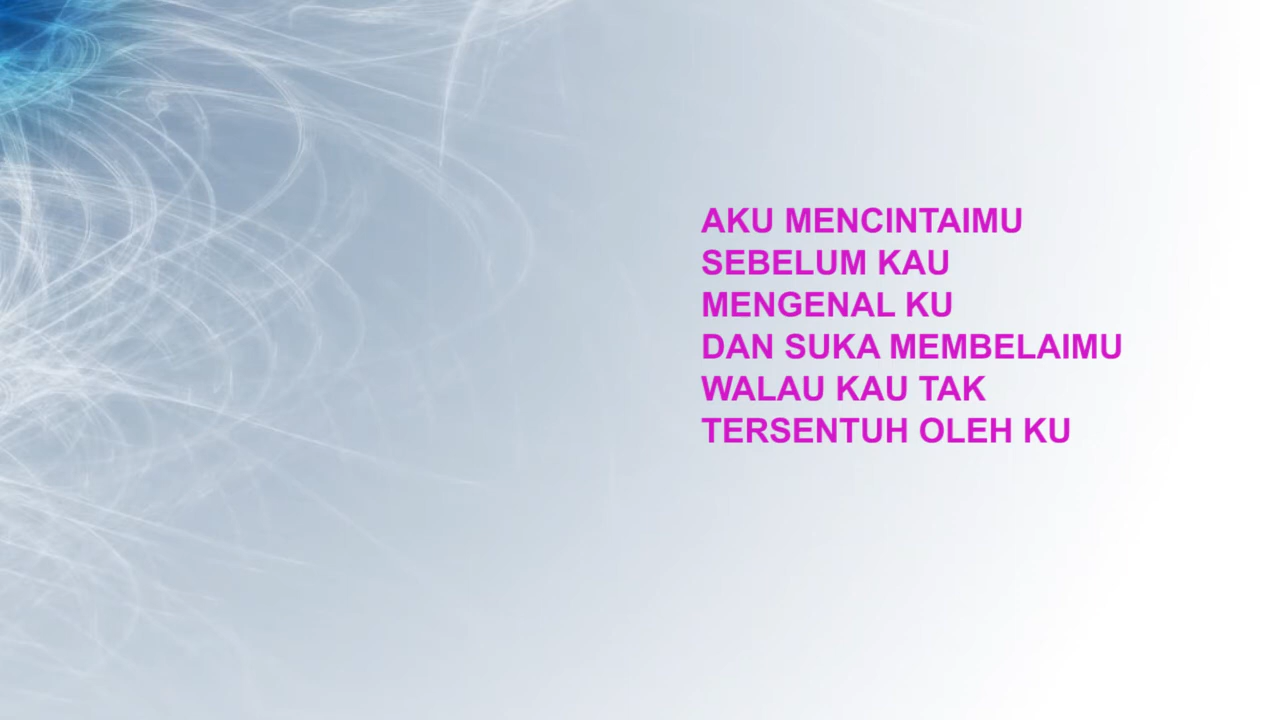 AKU MENCINTAIMU
SEBELUM KAU
MENGENAL KU
DAN SUKA MEMBELAIMU
WALAU KAU TAK
TERSENTUH OLEH KU